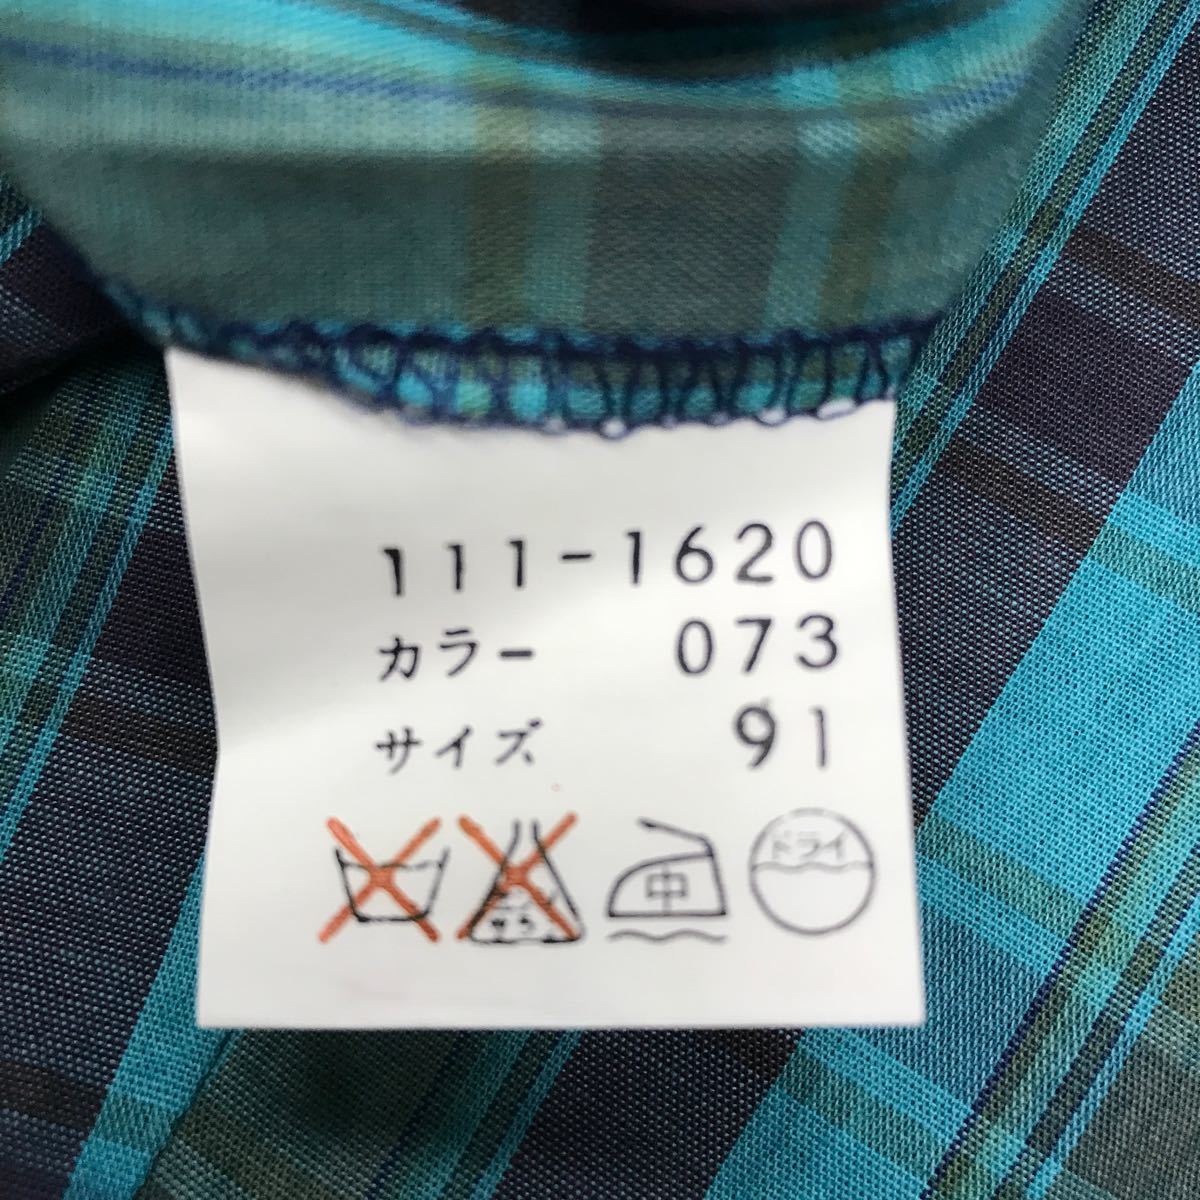 111-1620
カラー 073
サイズ 91
中 ドライ